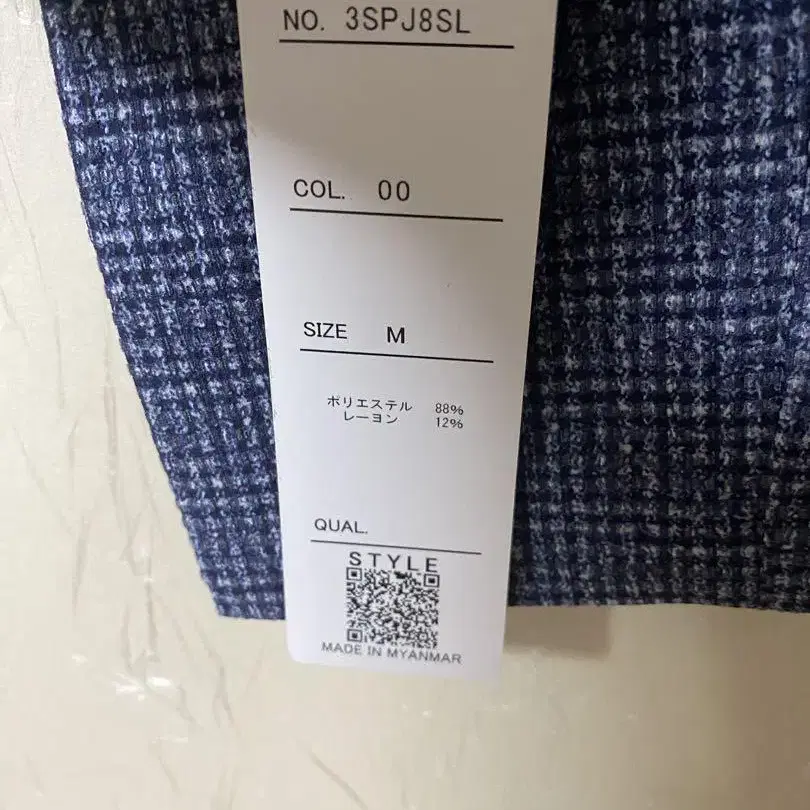 NO. 3SPJ8SL
COL. 00
SIZE M
ポリエステル 88%
レーヨン 12%
QUAL.
STYLE
MADE IN MYANMAR